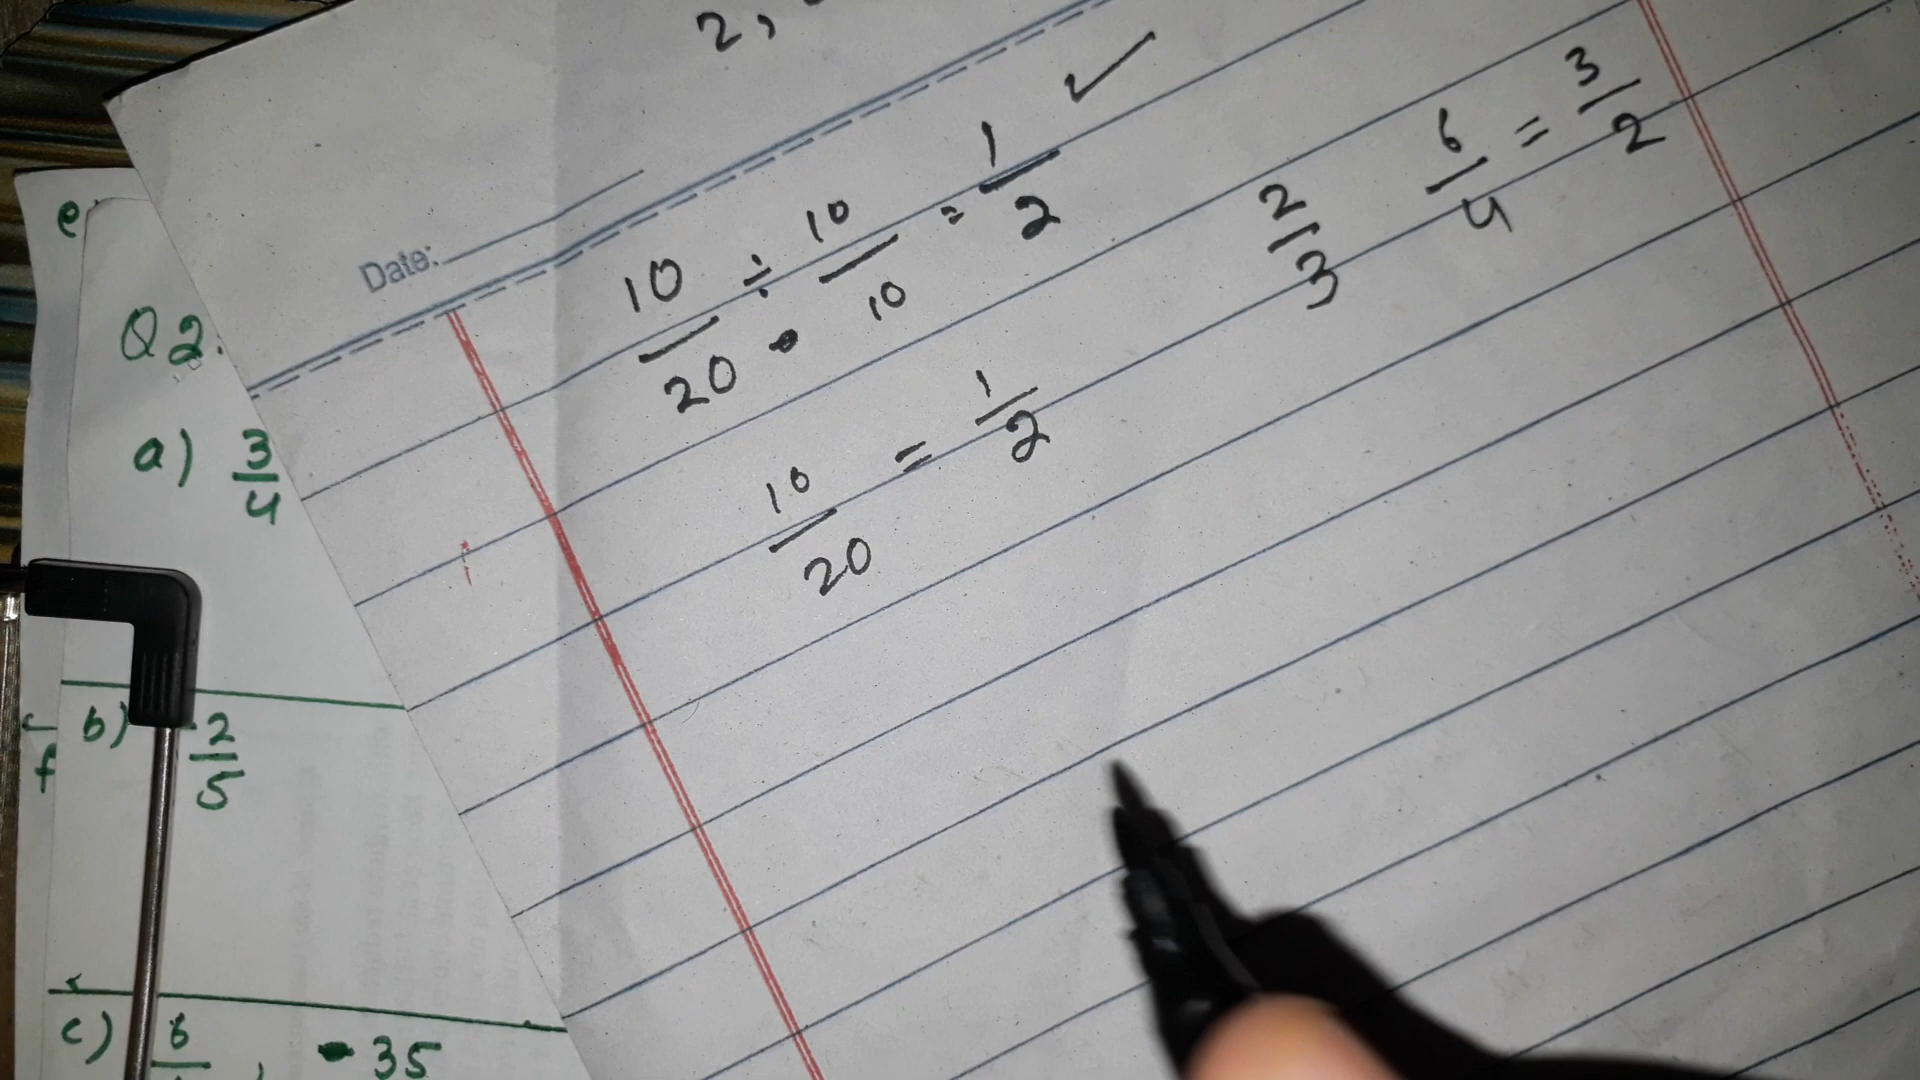 2,
Date:
10/20 ÷ 10/10 = 1/2 ✓
10/20 = 1/2
2/3
6/4 = 3/2
e
Q2.
a) 3/4
b) 2/5
f
c) 6 , 35